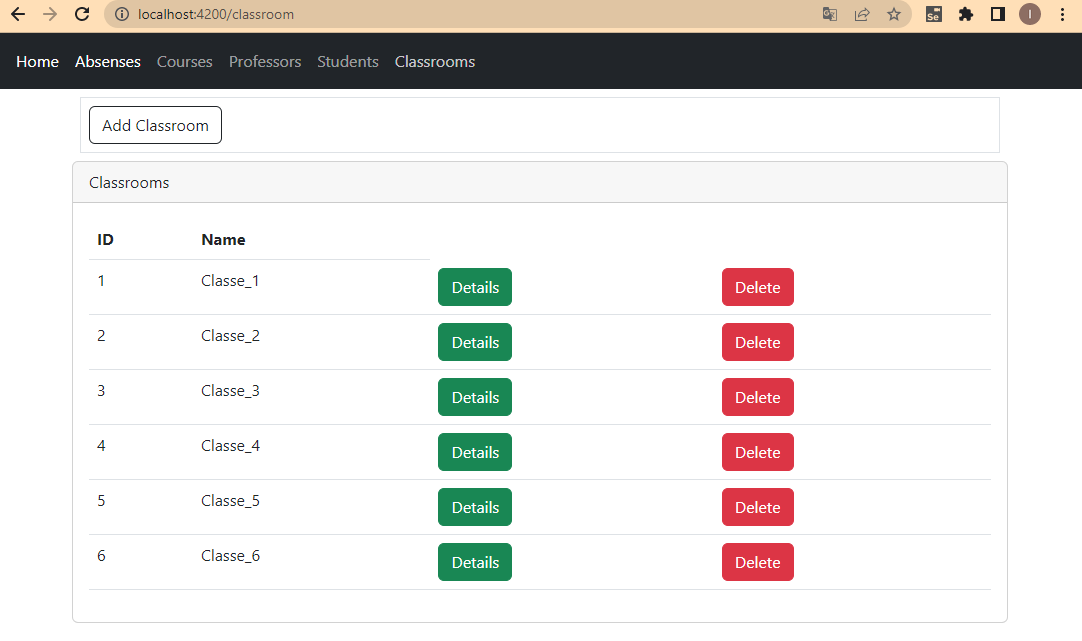 localhost:4200/classroom
Se
I
Home Absenses Courses Professors Students Classrooms
Add Classroom
Classrooms
ID Name
1 Classe_1 Details Delete
2 Classe_2 Details Delete
3 Classe_3 Details Delete
4 Classe_4 Details Delete
5 Classe_5 Details Delete
6 Classe_6 Details Delete